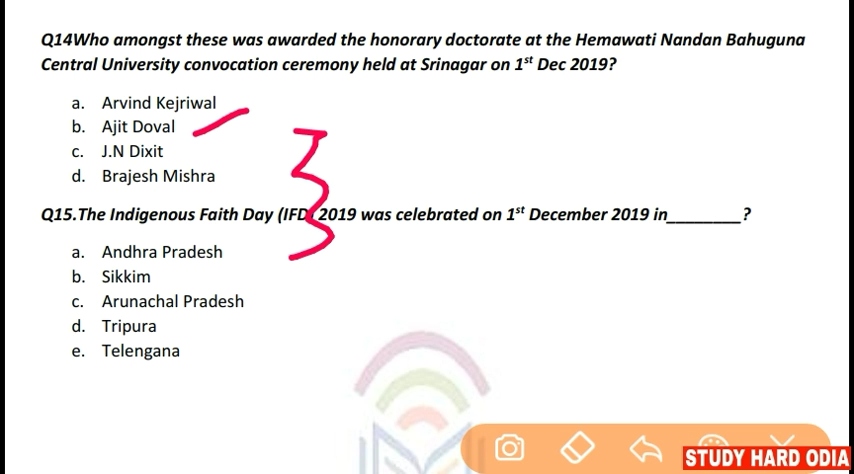 Q14Who amongst these was awarded the honorary doctorate at the Hemawati Nandan Bahuguna
Central University convocation ceremony held at Srinagar on 1st Dec 2019?
a. Arvind Kejriwal
b. Ajit Doval
c. J.N Dixit
d. Brajesh Mishra
Q15.The Indigenous Faith Day (IFD) 2019 was celebrated on 1st December 2019 in________?
a. Andhra Pradesh
b. Sikkim
c. Arunachal Pradesh
d. Tripura
e. Telengana
STUDY HARD ODIA